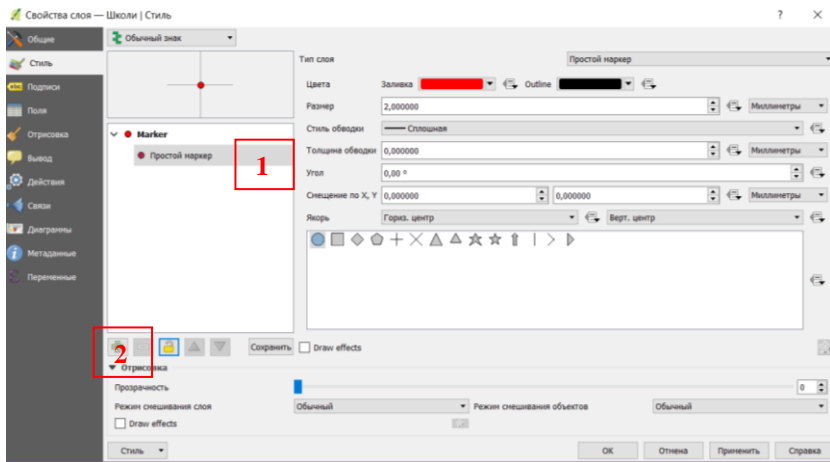 Свойства слоя — Школы | Стиль ? ×
Общие
Стиль
Подписи
Поля
Отрисовка
Вывод
Действия
Связи
Диаграммы
Метаданные
Переменные
Обычный знак
Marker
Простой маркер
1
2
Сохранить
Тип слоя Простой маркер
Цвета Заливка Outline
Размер 2,000000 Миллиметры
Стиль обводки Сплошная
Толщина обводки 0,000000 Миллиметры
Угол 0,00 °
Смещение по X, Y 0,000000 0,000000 Миллиметры
Якорь Гориз. центр Верт. центр
Draw effects
Отрисовка
Прозрачность 0
Режим смешивания слоя Обычный Режим смешивания объектов Обычный
Draw effects
Стиль OK Отмена Применить Справка